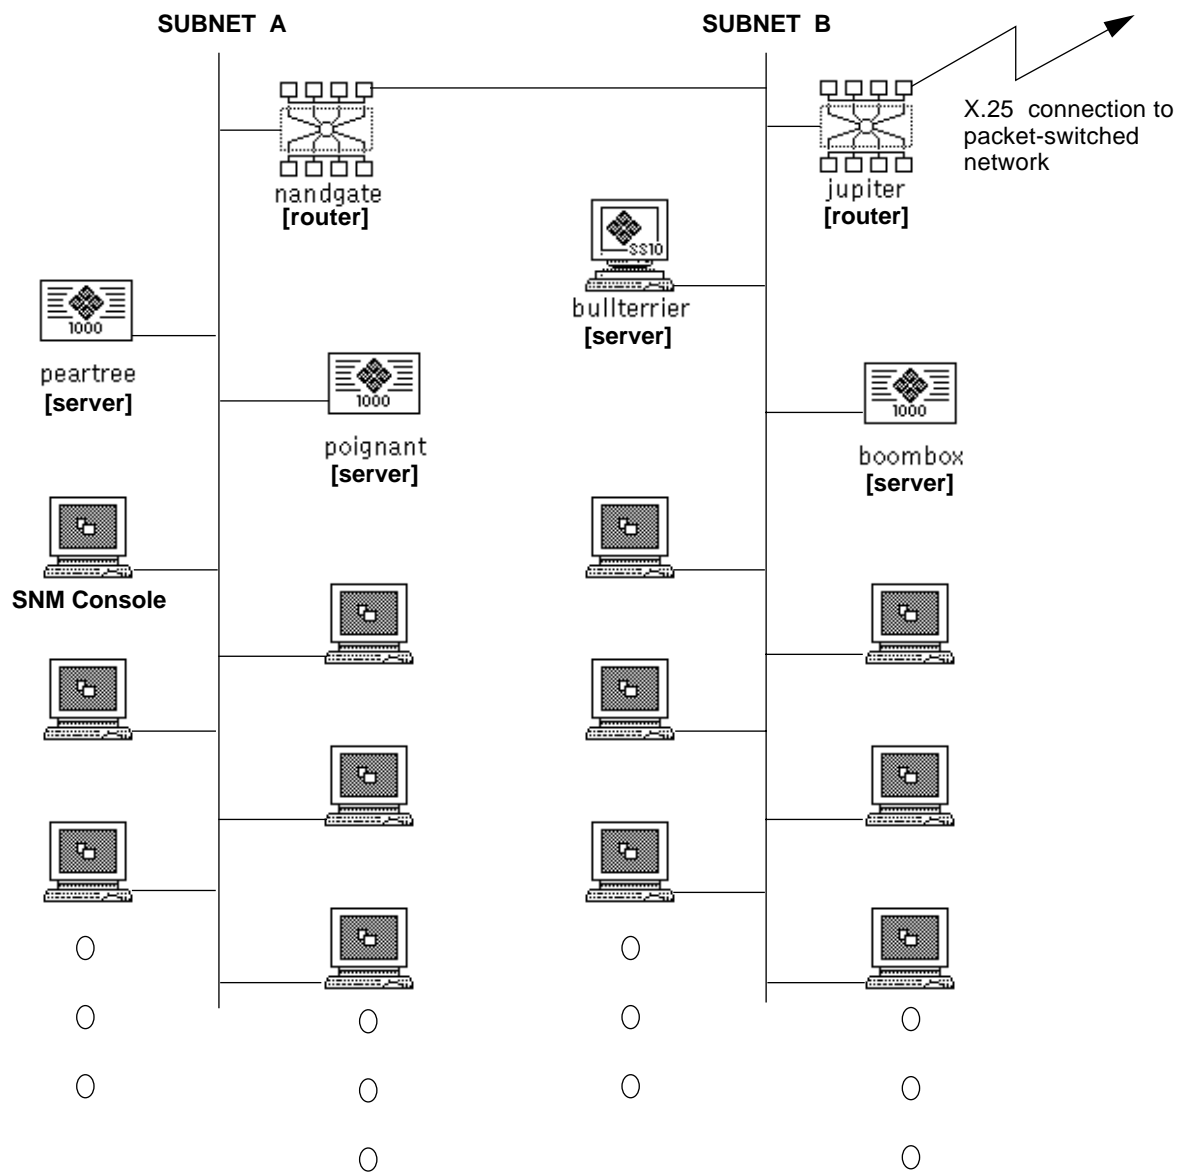 SUBNET A
SUBNET B
X.25 connection to
packet-switched
network
nandgate
[router]
jupiter
[router]
SS10
bullterrier
[server]
1000
peartree
[server]
1000
poignant
[server]
1000
boombox
[server]
SNM Console